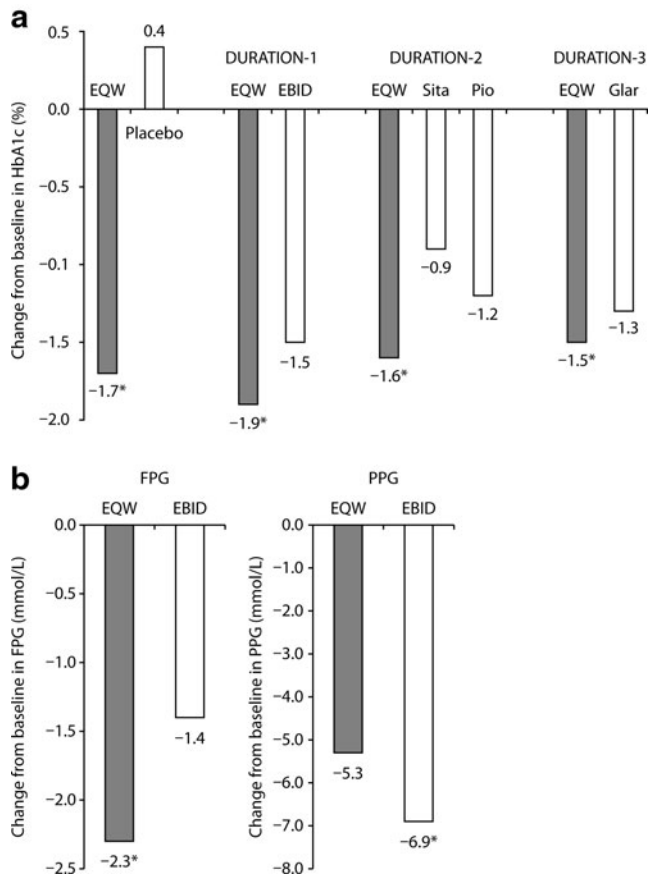 a
0.5
0.4
DURATION-1 DURATION-2 DURATION-3
EQW EQW EBID EQW Sita Pio EQW Glar
0.0
Placebo
−0.5
−0.1
−0.9
−1.2
−1.3
−1.5
−1.5
−1.5*
−1.6*
−1.7*
−1.9*
−2.0
Change from baseline in HbA1c (%)
b
FPG
EQW EBID
0.0
−0.5
−1.0
−1.4
−1.5
−2.0
−2.3*
−2.5
Change from baseline in FPG (mmol/L)
PPG
EQW EBID
0.0
−1.0
−2.0
−3.0
−4.0
−5.0
−5.3
−6.0
−6.9*
−7.0
−8.0
Change from baseline in PPG (mmol/L)